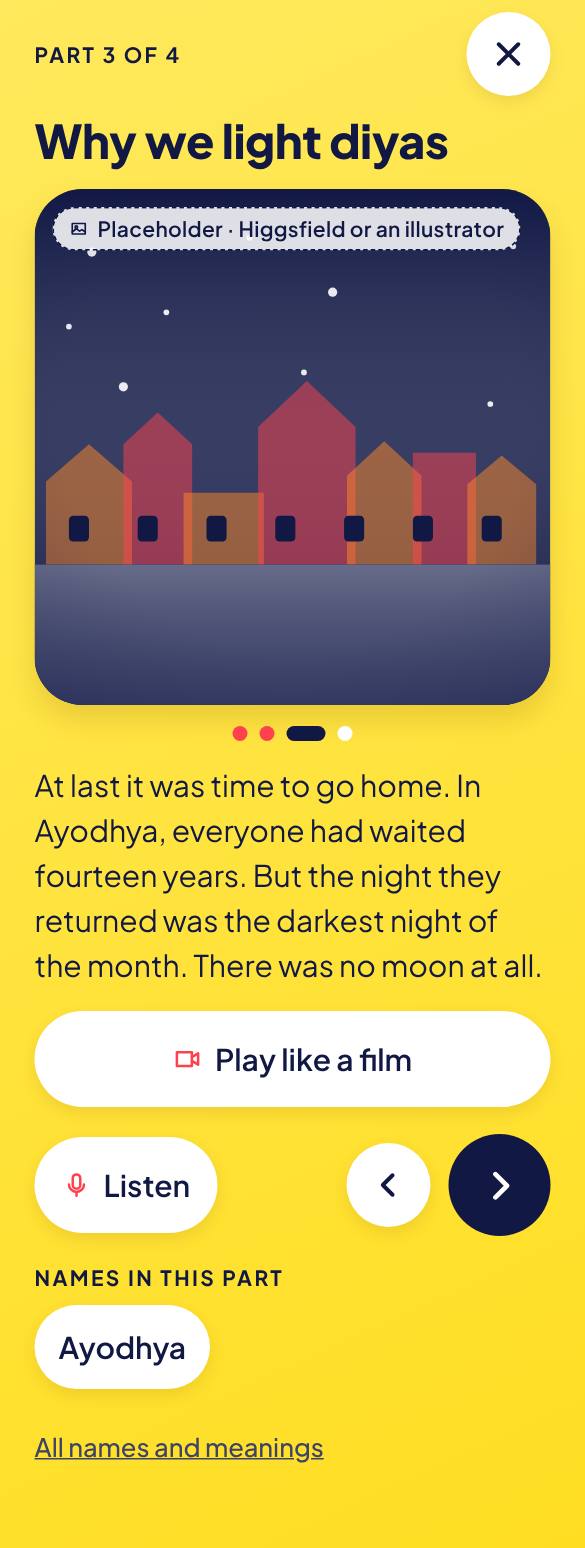 PART 3 OF 4
Why we light diyas
Placeholder · Higgsfield or an illustrator
At last it was time to go home. In
Ayodhya, everyone had waited
fourteen years. But the night they
returned was the darkest night of
the month. There was no moon at all.
Play like a film
Listen
NAMES IN THIS PART
Ayodhya
All names and meanings